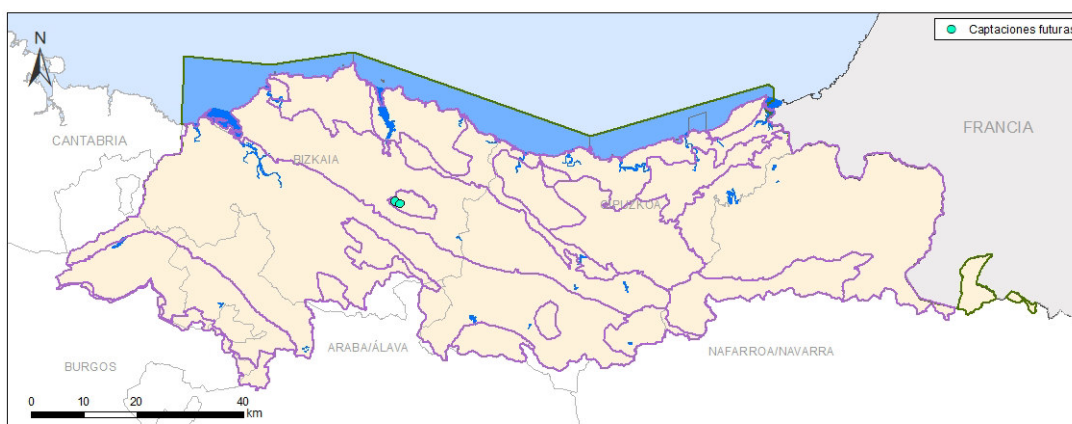 Captaciones futuras
N
CANTABRIA
FRANCIA
BIZKAIA
GIPUZKOA
ARABA/ÁLAVA
NAFARROA/NAVARRA
BURGOS
0 10 20 40
km